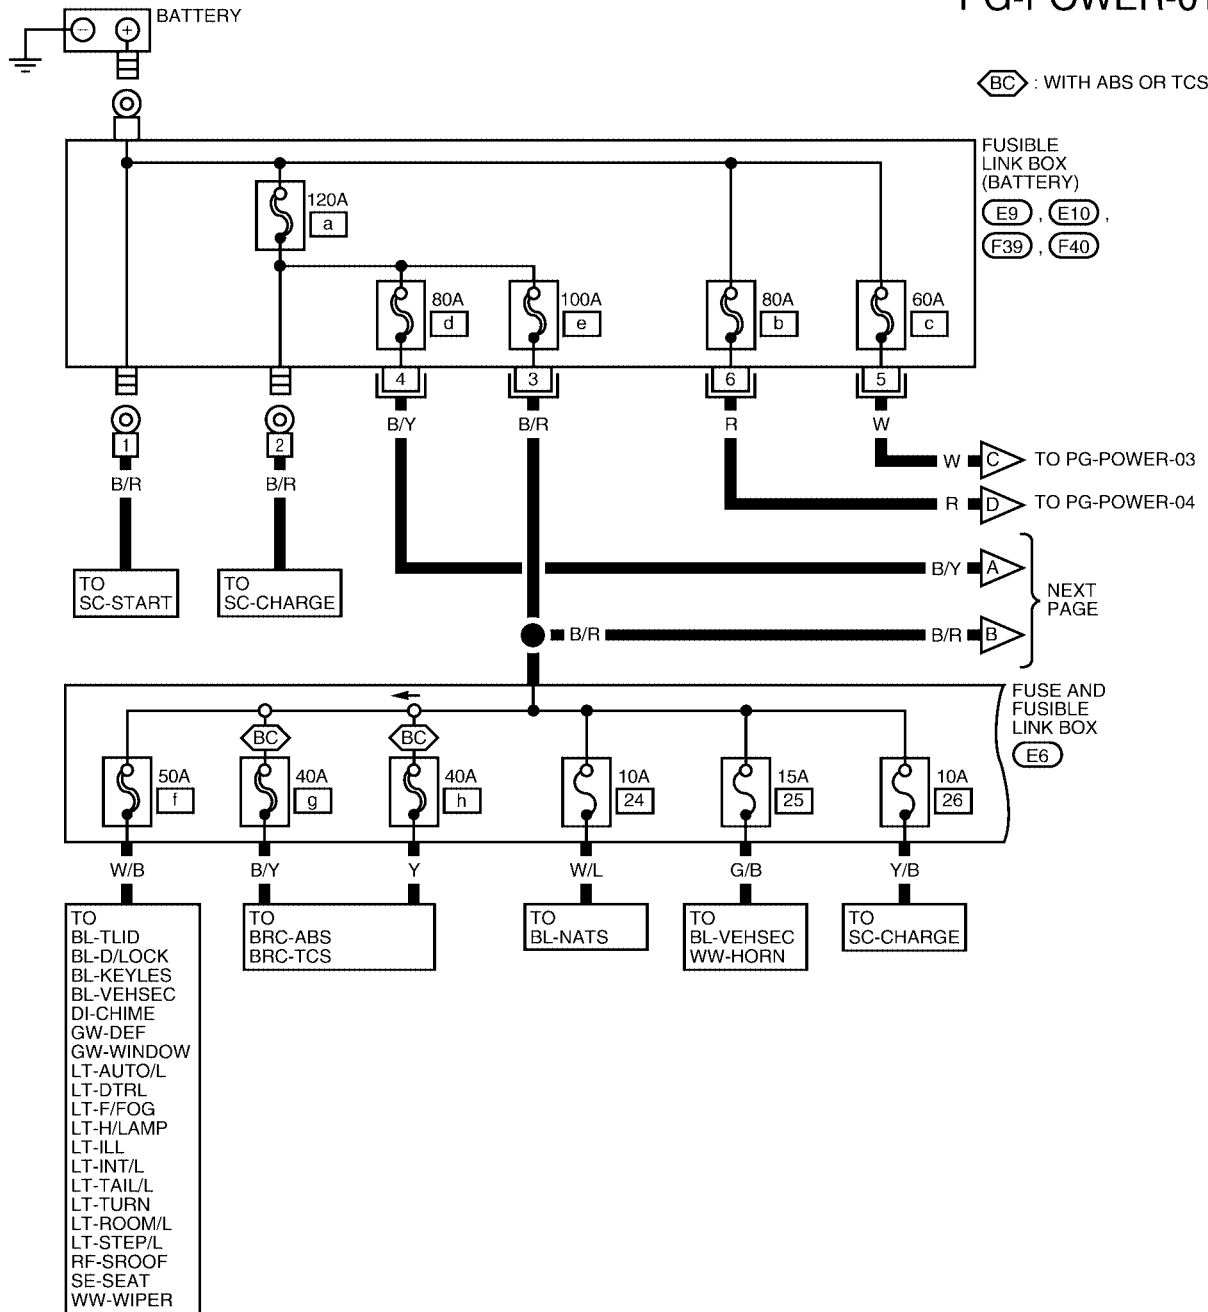 PG-POWER-01
BATTERY
− +
BC : WITH ABS OR TCS
FUSIBLE
LINK BOX
(BATTERY)
E9 , E10 ,
F39 , F40
120A
a
80A
d
100A
e
80A
b
60A
c
4 3 6 5
B/Y B/R R W
1 2
B/R B/R
W C TO PG-POWER-03
R D TO PG-POWER-04
B/Y A
NEXT
PAGE
B/R B/R B
TO
SC-START
TO
SC-CHARGE
FUSE AND
FUSIBLE
LINK BOX
E6
BC BC
50A
f
40A
g
40A
h
10A
24
15A
25
10A
26
W/B B/Y Y W/L G/B Y/B
TO
BL-TLID
BL-D/LOCK
BL-KEYLES
BL-VEHSEC
DI-CHIME
GW-DEF
GW-WINDOW
LT-AUTO/L
LT-DTRL
LT-F/FOG
LT-H/LAMP
LT-ILL
LT-INT/L
LT-TAIL/L
LT-TURN
LT-ROOM/L
LT-STEP/L
RF-SROOF
SE-SEAT
WW-WIPER
TO
BRC-ABS
BRC-TCS
TO
BL-NATS
TO
BL-VEHSEC
WW-HORN
TO
SC-CHARGE